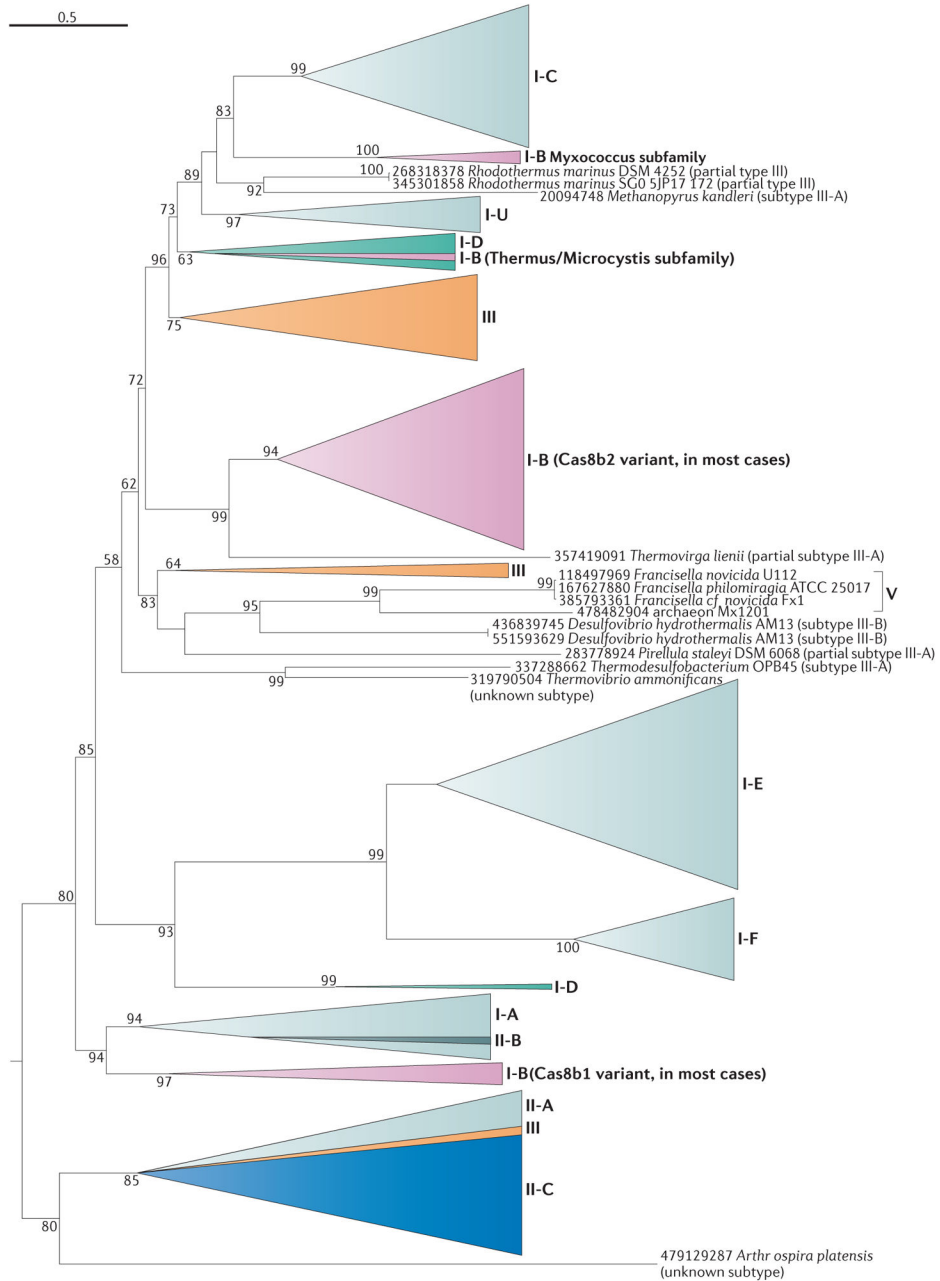 0.5
99
I-C
83
100
I-B Myxococcus subfamily
100
268318378 Rhodothermus marinus DSM 4252 (partial type III)
89
345301858 Rhodothermus marinus SG0 5JP17 172 (partial type III)
92
20094748 Methanopyrus kandleri (subtype III-A)
73
97
I-U
I-D
96
63
I-B (Thermus/Microcystis subfamily)
75
III
72
94
I-B (Cas8b2 variant, in most cases)
62
99
357419091 Thermovirga lienii (partial subtype III-A)
58
64
III
118497969 Francisella novicida U112
99
167627880 Francisella philomiragia ATCC 25017
V
99
385793361 Francisella cf novicida Fx1
83
95
478482904 archaeon Mx1201
436839745 Desulfovibrio hydrothermalis AM13 (subtype III-B)
551593629 Desulfovibrio hydrothermalis AM13 (subtype III-B)
283778924 Pirellula staleyi DSM 6068 (partial subtype III-A)
337288662 Thermodesulfobacterium OPB45 (subtype III-A)
99
319790504 Thermovibrio ammonificans
(unknown subtype)
85
I-E
99
80
93
I-F
100
99
I-D
94
I-A
II-B
94
97
I-B(Cas8b1 variant, in most cases)
II-A
III
85
II-C
80
479129287 Arthr ospira platensis
(unknown subtype)